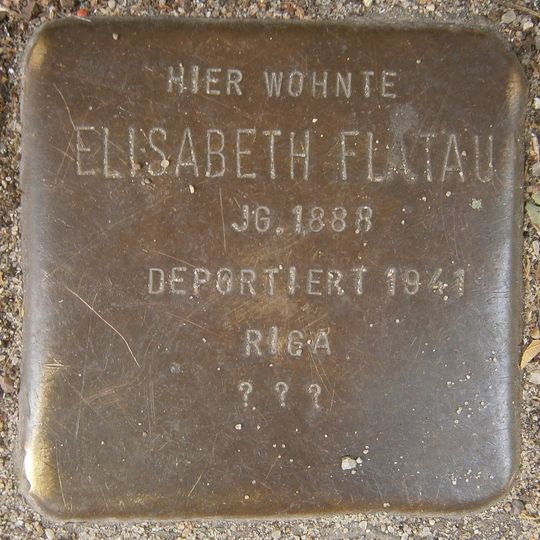 HIER WOHNTE
ELISABETH FLATAU
JG. 1888
DEPORTIERT 1941
RIGA
? ? ?